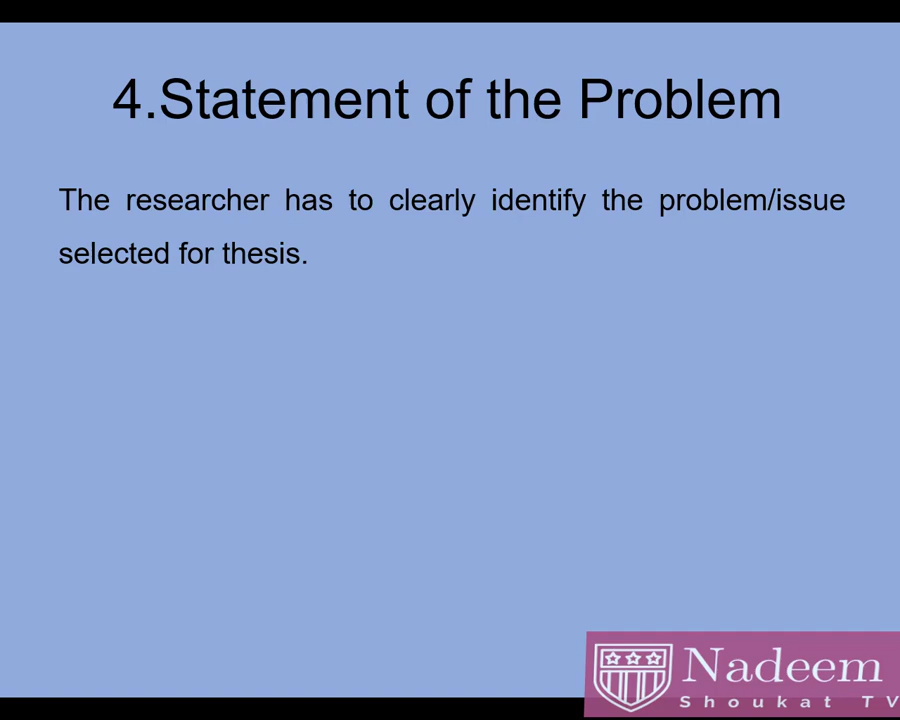 4.Statement of the Problem
The researcher has to clearly identify the problem/issue
selected for thesis.
Nadeem
Shoukat TV